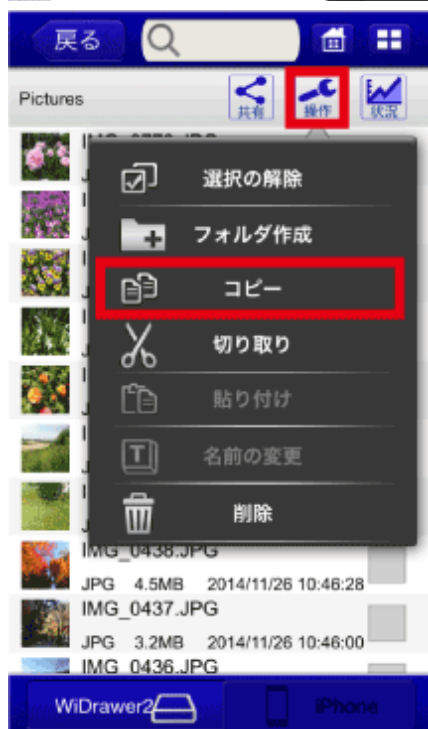 戻る
Pictures
共有
操作
状況
選択の解除
フォルダ作成
コピー
切り取り
貼り付け
名前の変更
削除
IMG_0438.JPG
JPG 4.5MB 2014/11/26 10:46:28
IMG_0437.JPG
JPG 3.2MB 2014/11/26 10:46:00
IMG_0436.JPG
WiDrawer2
iPhone